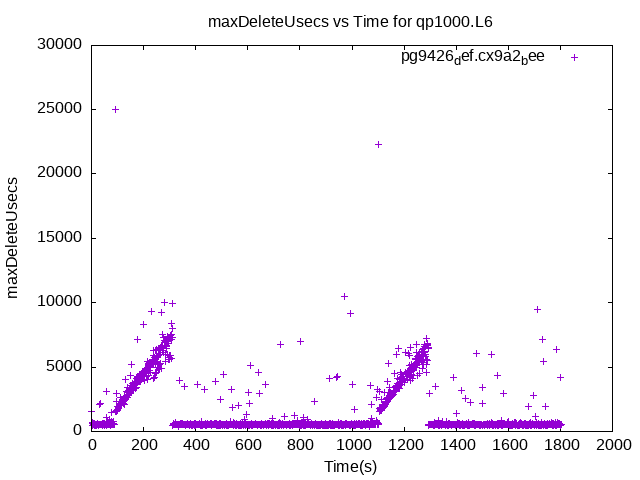 maxDeleteUsecs vs Time for qp1000.L6
30000
pg9426_def.cx9a2_bee
25000
20000
15000
10000
5000
0
maxDeleteUsecs
0 200 400 600 800 1000 1200 1400 1600 1800 2000
Time(s)